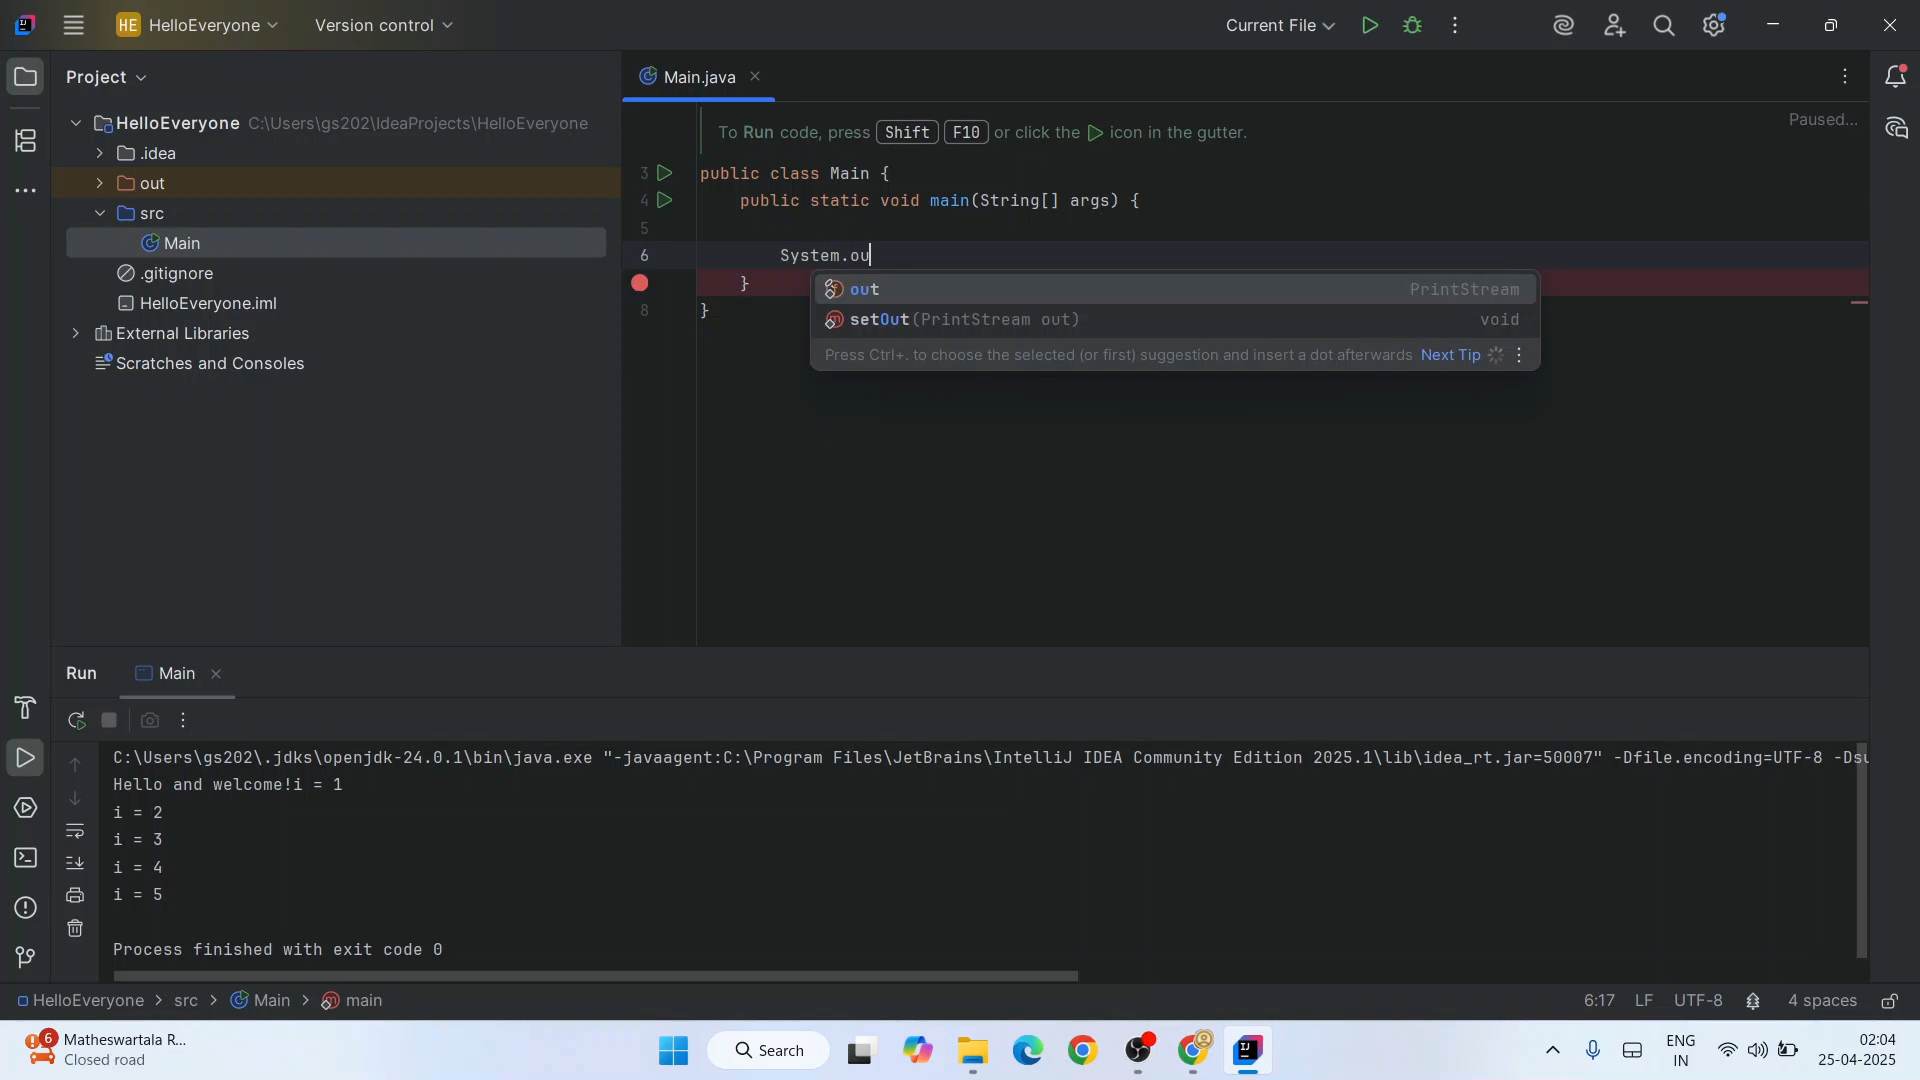 HE HelloEveryone Version control Current File
Project
Main.java
HelloEveryone C:\Users\gs202\IdeaProjects\HelloEveryone
Paused...
To Run code, press Shift F10 or click the icon in the gutter.
.idea
3 public class Main {
out
4 public static void main(String[] args) {
src
5
Main
6 System.ou
.gitignore
}
out PrintStream
HelloEveryone.iml
8 }
setOut(PrintStream out) void
External Libraries
Press Ctrl+. to choose the selected (or first) suggestion and insert a dot afterwards Next Tip
Scratches and Consoles
Run Main
C:\Users\gs202\.jdks\openjdk-24.0.1\bin\java.exe "-javaagent:C:\Program Files\JetBrains\IntelliJ IDEA Community Edition 2025.1\lib\idea_rt.jar=50007" -Dfile.encoding=UTF-8 -Dsu
Hello and welcome!i = 1
i = 2
i = 3
i = 4
i = 5
Process finished with exit code 0
HelloEveryone > src > Main > main 6:17 LF UTF-8 4 spaces
6 Matheswartala R...
Closed road
Search
ENG
IN
02:04
25-04-2025